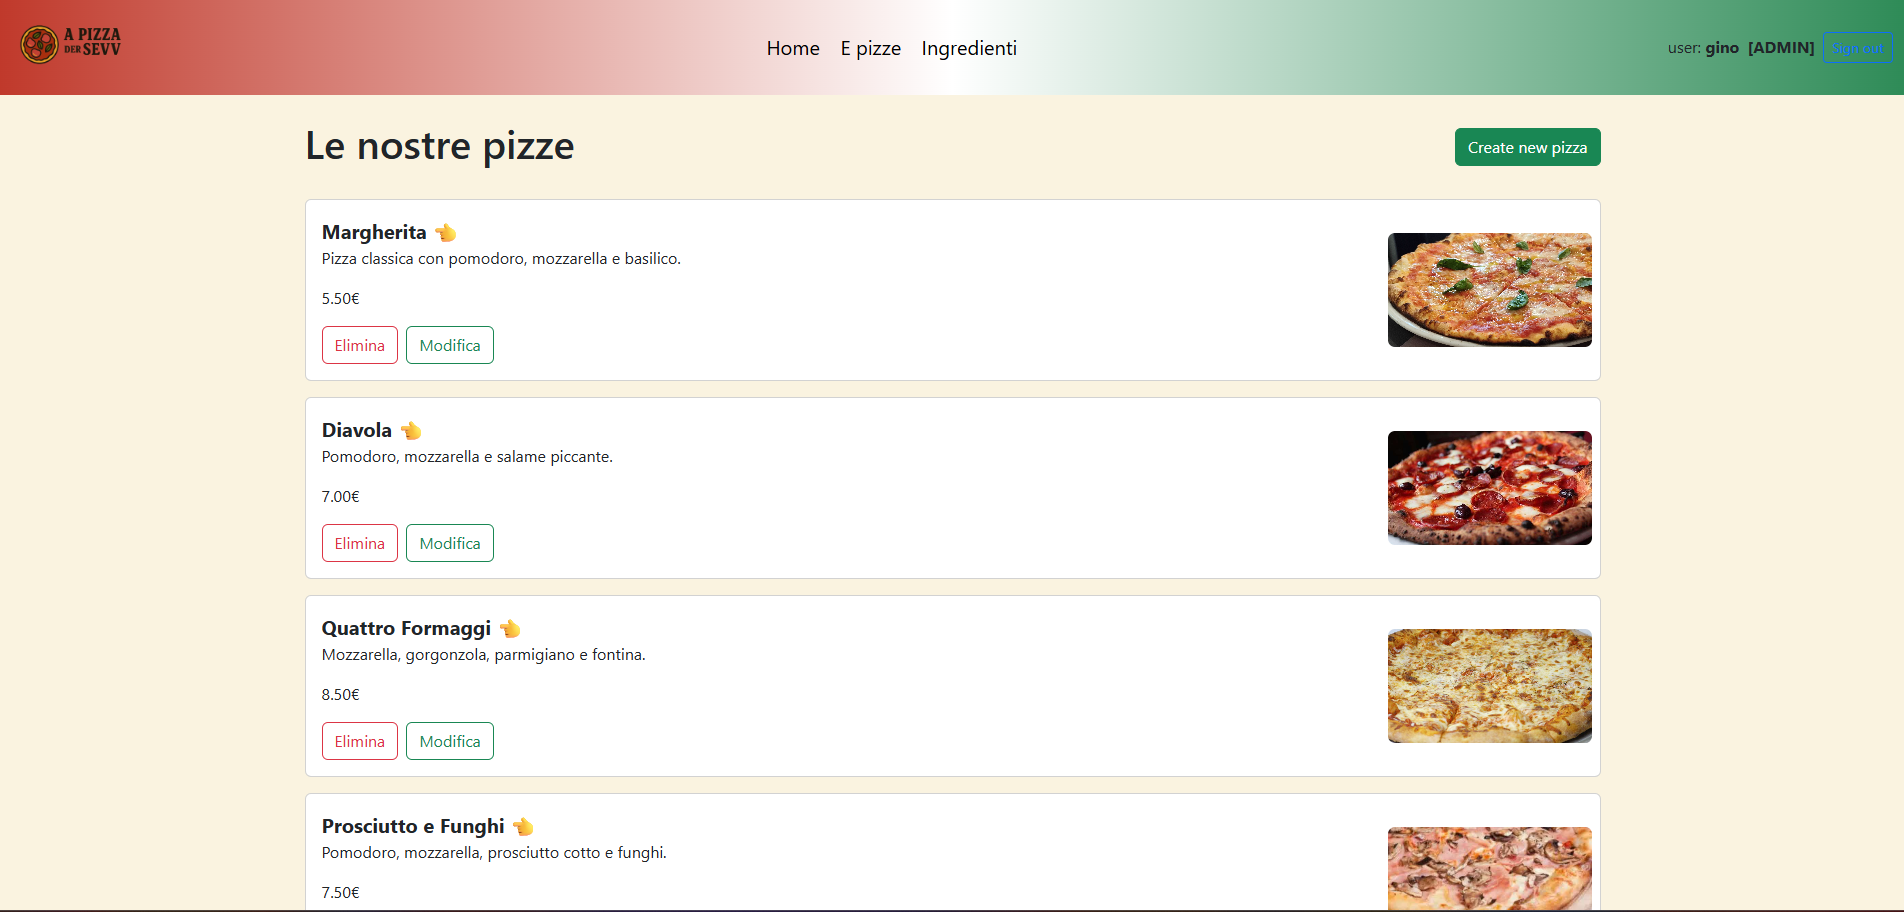 A PIZZA
DER SEVV
Home E pizze Ingredienti
user: gino [ADMIN] Sign out
Le nostre pizze
Create new pizza
Margherita 👈
Pizza classica con pomodoro, mozzarella e basilico.
5.50€
Elimina Modifica
Diavola 👈
Pomodoro, mozzarella e salame piccante.
7.00€
Elimina Modifica
Quattro Formaggi 👈
Mozzarella, gorgonzola, parmigiano e fontina.
8.50€
Elimina Modifica
Prosciutto e Funghi 👈
Pomodoro, mozzarella, prosciutto cotto e funghi.
7.50€